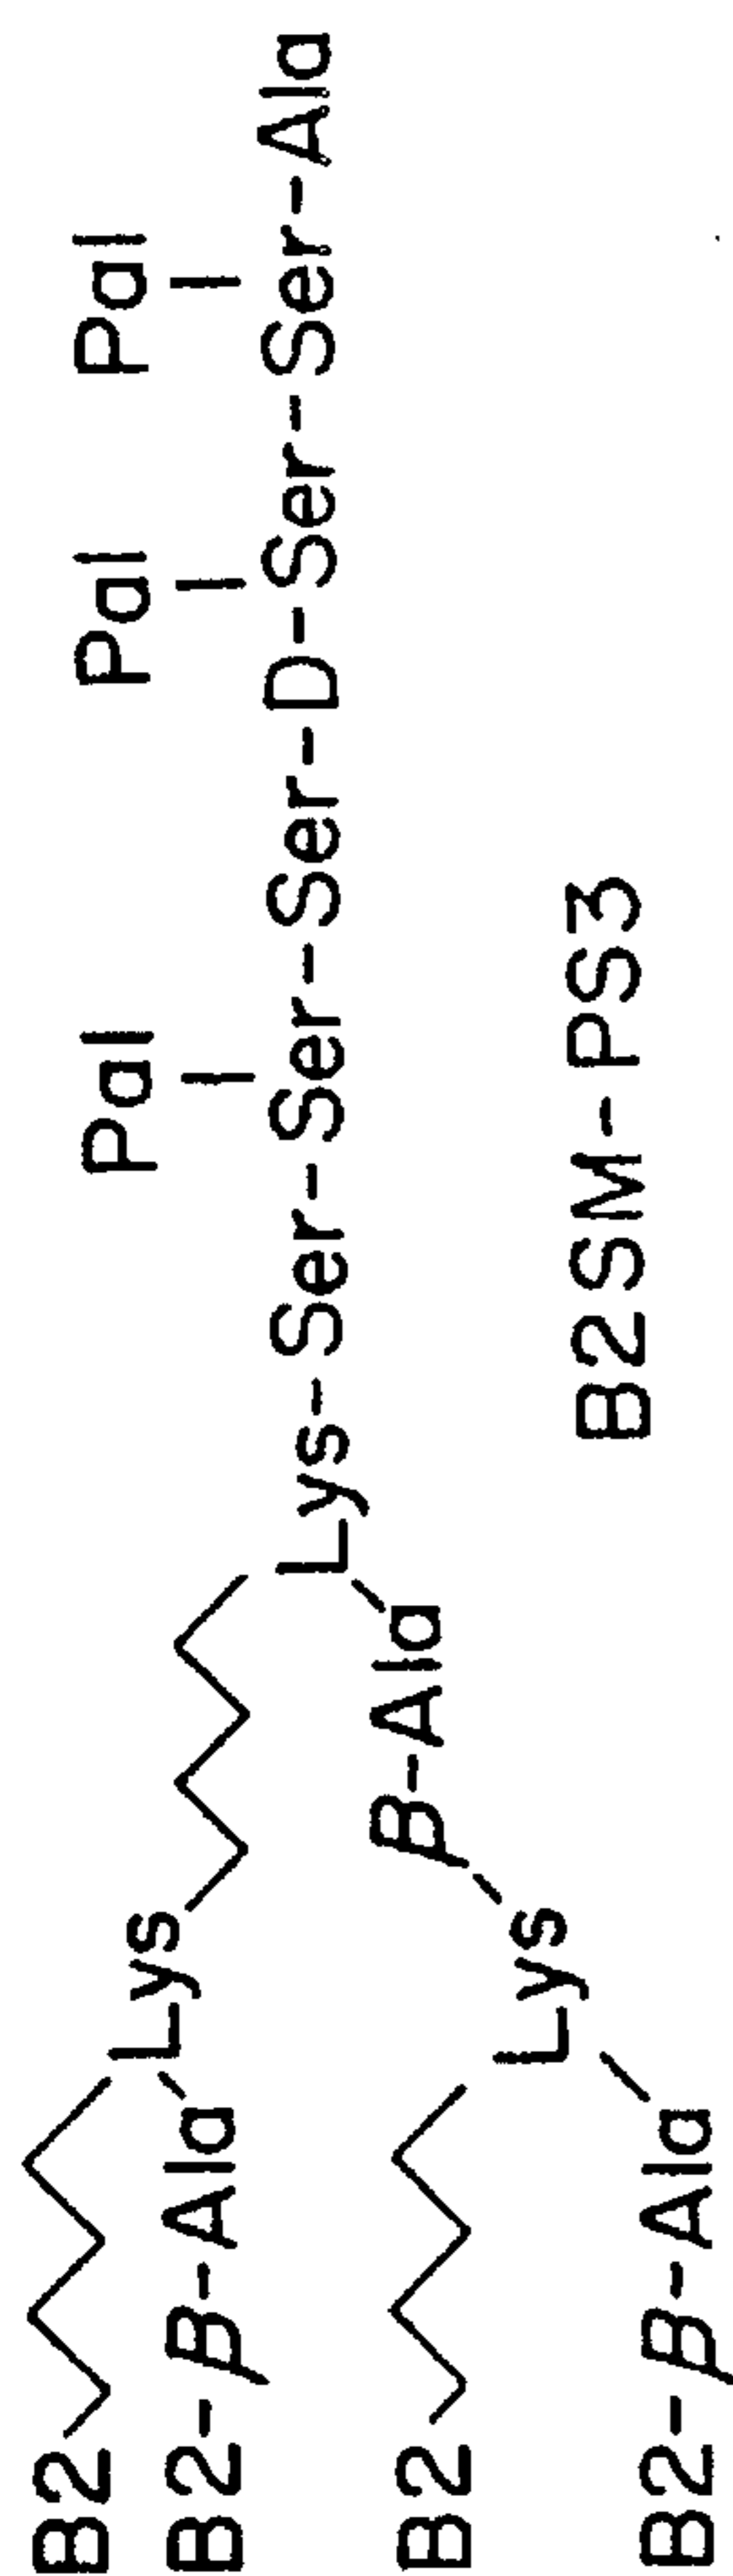 B2
Pal Pal Pal
Lys
B2-β-Ala
Lys-Ser-Ser-Ser-D-Ser-Ser-Ala
β-Ala
B2
Lys
B2SM-PS3
B2-β-Ala